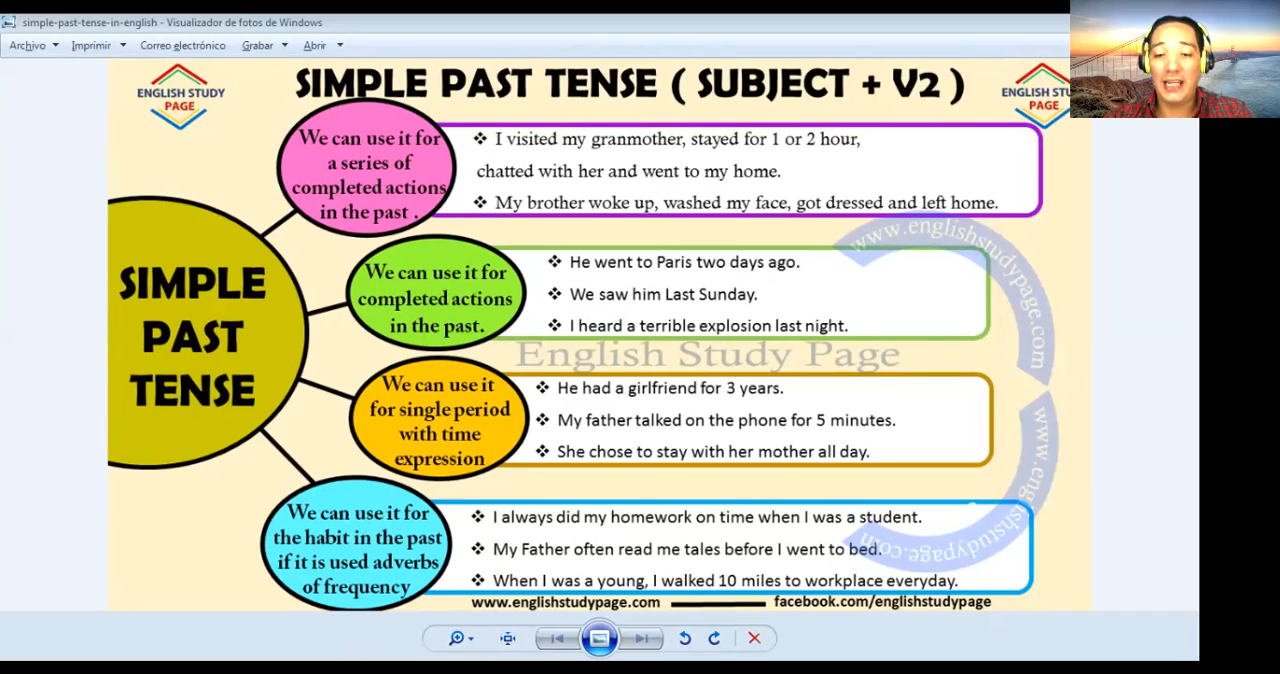 simple-past-tense-in-english - Visualizador de fotos de Windows
Archivo Imprimir Correo electrónico Grabar Abrir
ENGLISH STUDY
PAGE
SIMPLE PAST TENSE ( SUBJECT + V2 )
ENGLISH STU
PAGE
We can use it for
a series of
completed actions
in the past .
I visited my granmother, stayed for 1 or 2 hour,
chatted with her and went to my home.
My brother woke up, washed my face, got dressed and left home.
SIMPLE
PAST
TENSE
We can use it for
completed actions
in the past.
He went to Paris two days ago.
We saw him Last Sunday.
I heard a terrible explosion last night.
www.englishstudypage.com
English Study Page
We can use it
for single period
with time
expression
He had a girlfriend for 3 years.
My father talked on the phone for 5 minutes.
She chose to stay with her mother all day.
www.englishstudypage.com
We can use it for
the habit in the past
if it is used adverbs
of frequency
I always did my homework on time when I was a student.
My Father often read me tales before I went to bed.
When I was a young, I walked 10 miles to workplace everyday.
www.englishstudypage.com facebook.com/englishstudypage